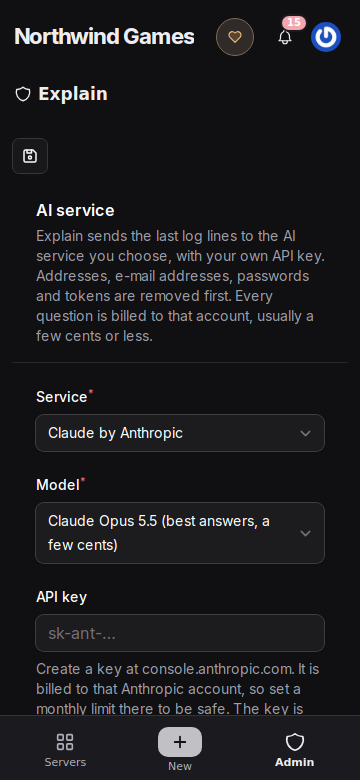 Northwind Games
15
Explain
AI service
Explain sends the last log lines to the AI
service you choose, with your own API key.
Addresses, e-mail addresses, passwords
and tokens are removed first. Every
question is billed to that account, usually a
few cents or less.
Service*
Claude by Anthropic
Model*
Claude Opus 5.5 (best answers, a
few cents)
API key
sk-ant-...
Create a key at console.anthropic.com. It is
billed to that Anthropic account, so set a
monthly limit there to be safe. The key is
Servers
New
Admin